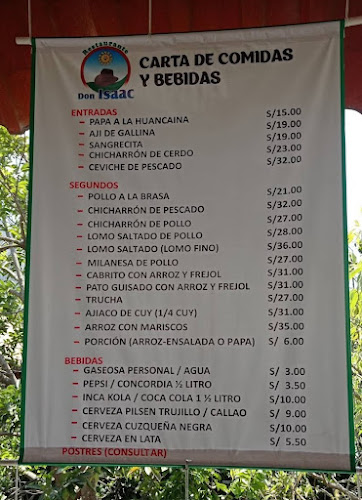 Restaurante
Don Isaac
CARTA DE COMIDAS
Y BEBIDAS
ENTRADAS
– PAPA A LA HUANCAINA S/15.00
– AJI DE GALLINA S/19.00
– SANGRECITA S/19.00
– CHICHARRÓN DE CERDO S/23.00
– CEVICHE DE PESCADO S/32.00
SEGUNDOS
– POLLO A LA BRASA S/21.00
– CHICHARRÓN DE PESCADO S/32.00
– CHICHARRÓN DE POLLO S/27.00
– LOMO SALTADO DE POLLO S/28.00
– LOMO SALTADO (LOMO FINO) S/36.00
– MILANESA DE POLLO S/27.00
– CABRITO CON ARROZ Y FREJOL S/31.00
– PATO GUISADO CON ARROZ Y FREJOL S/31.00
– TRUCHA S/27.00
– AJIACO DE CUY (1/4 CUY) S/31.00
– ARROZ CON MARISCOS S/35.00
– PORCIÓN (ARROZ-ENSALADA O PAPA) S/ 6.00
BEBIDAS
– GASEOSA PERSONAL / AGUA S/ 3.00
– PEPSI / CONCORDIA ½ LITRO S/ 3.50
– INCA KOLA / COCA COLA 1 ½ LITRO S/10.00
– CERVEZA PILSEN TRUJILLO / CALLAO S/ 9.00
– CERVEZA CUZQUEÑA NEGRA S/10.00
– CERVEZA EN LATA S/ 5.50
POSTRES (CONSULTAR)